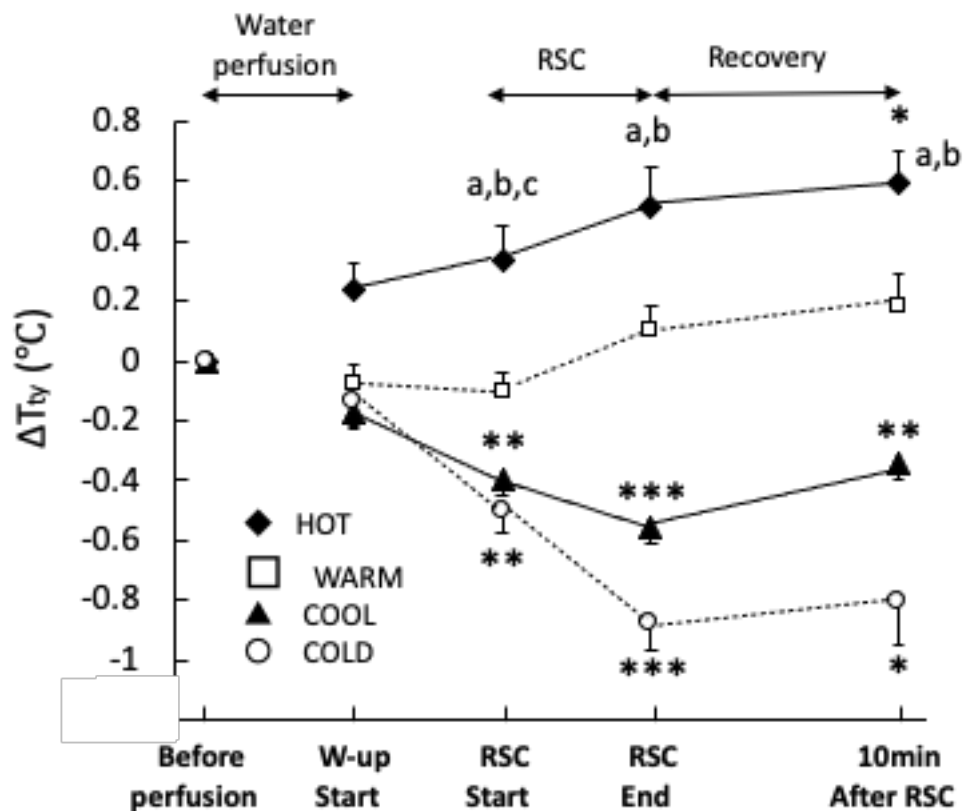 Water
perfusion
RSC
Recovery
0.8
0.6
0.4
0.2
0
-0.2
-0.4
-0.6
-0.8
-1
ΔTty (°C)
a,b,c
a,b
*
a,b
**
**
***
***
**
*
HOT
WARM
COOL
COLD
Before
perfusion
W-up
Start
RSC
Start
RSC
End
10min
After RSC